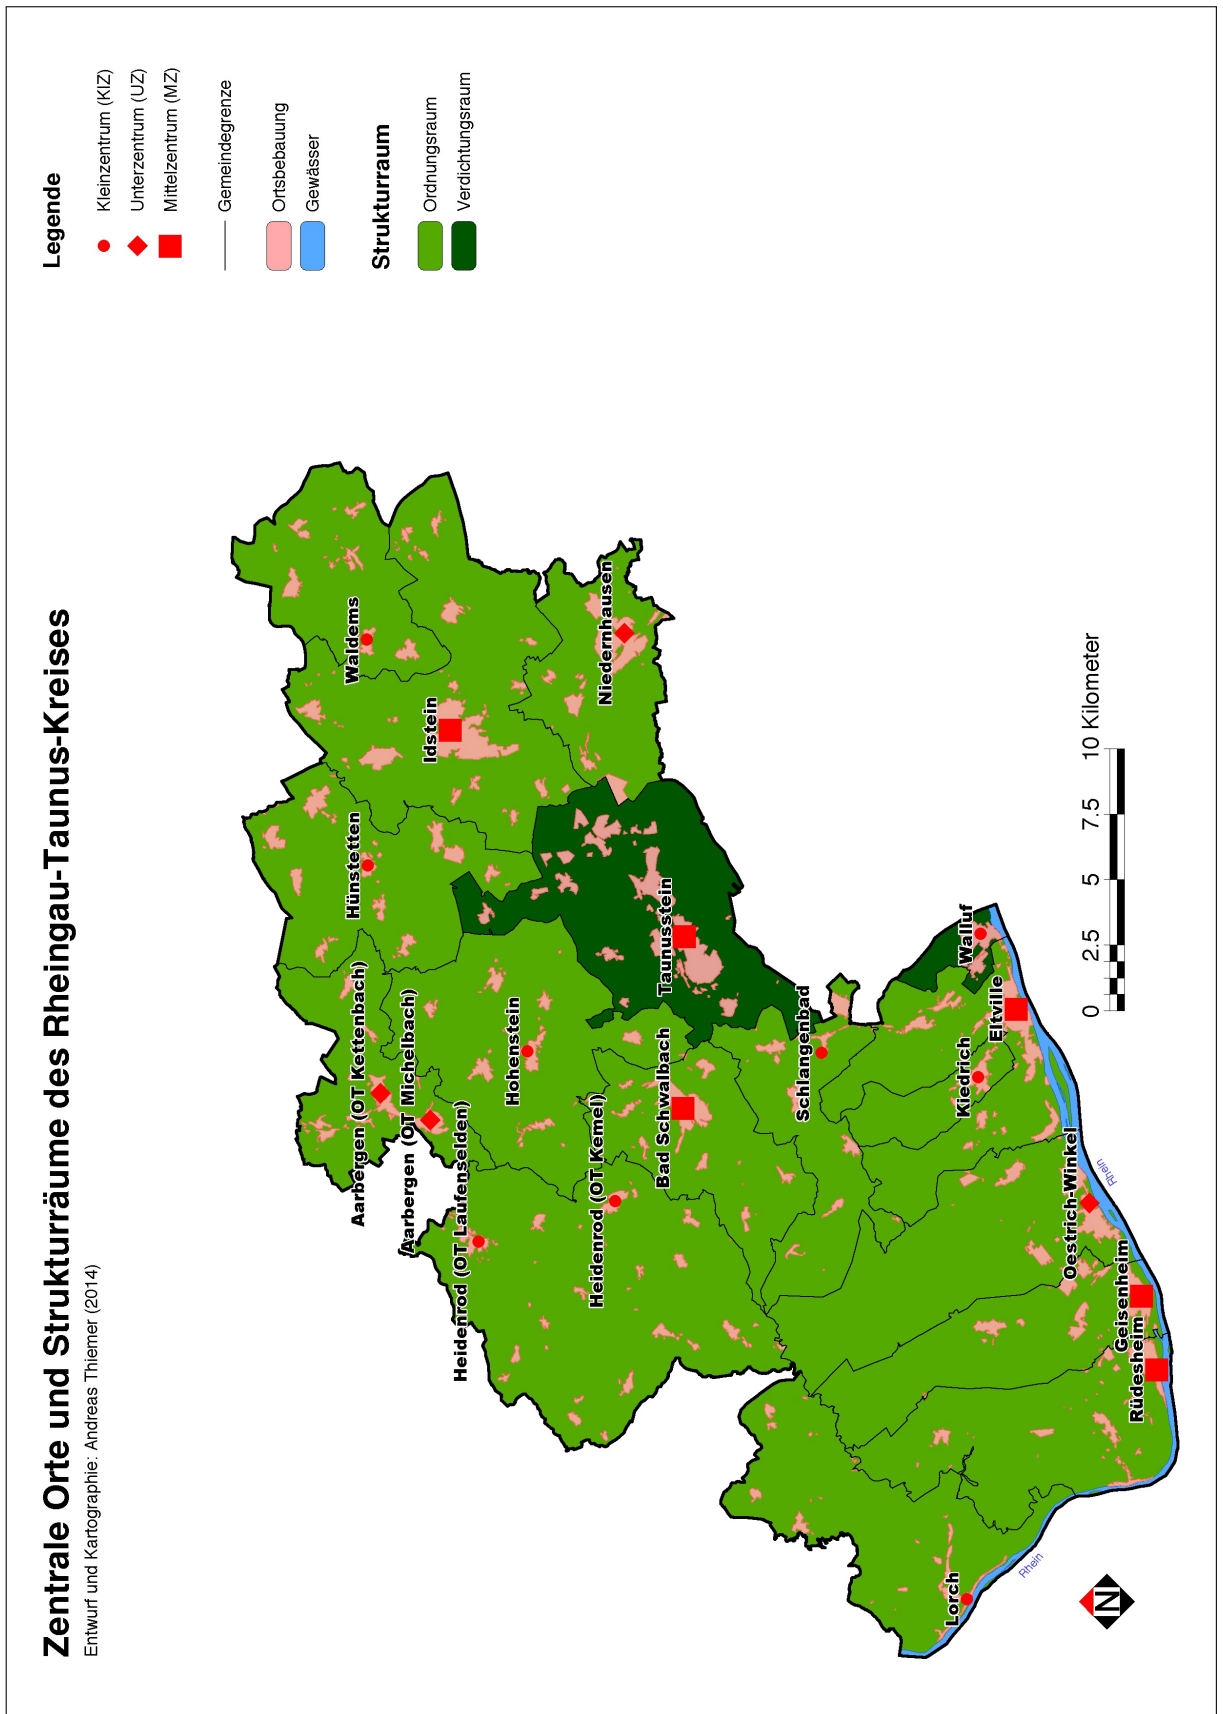 Zentrale Orte und Strukturräume des Rheingau-Taunus-Kreises
Entwurf und Kartographie: Andreas Thiemer (2014)
Legende
Kleinzentrum (KlZ)
Unterzentrum (UZ)
Mittelzentrum (MZ)
Gemeindegrenze
Ortsbebauung
Gewässer
Strukturraum
Ordnungsraum
Verdichtungsraum
Waldems
Hünstetten
Aarbergen (OT Kettenbach)
Idstein
Aarbergen (OT Michelbach)
Heidenrod (OT Laufenselden)
Hohenstein
Niedernhausen
Heidenrod (OT Kemel)
Taunusstein
Bad Schwalbach
Schlangenbad
Walluf
Eltville
Kiedrich
Lorch
Oestrich-Winkel
Geisenheim
Rüdesheim
Rhein
Rhein
0 2.5 5 7.5 10 Kilometer
N